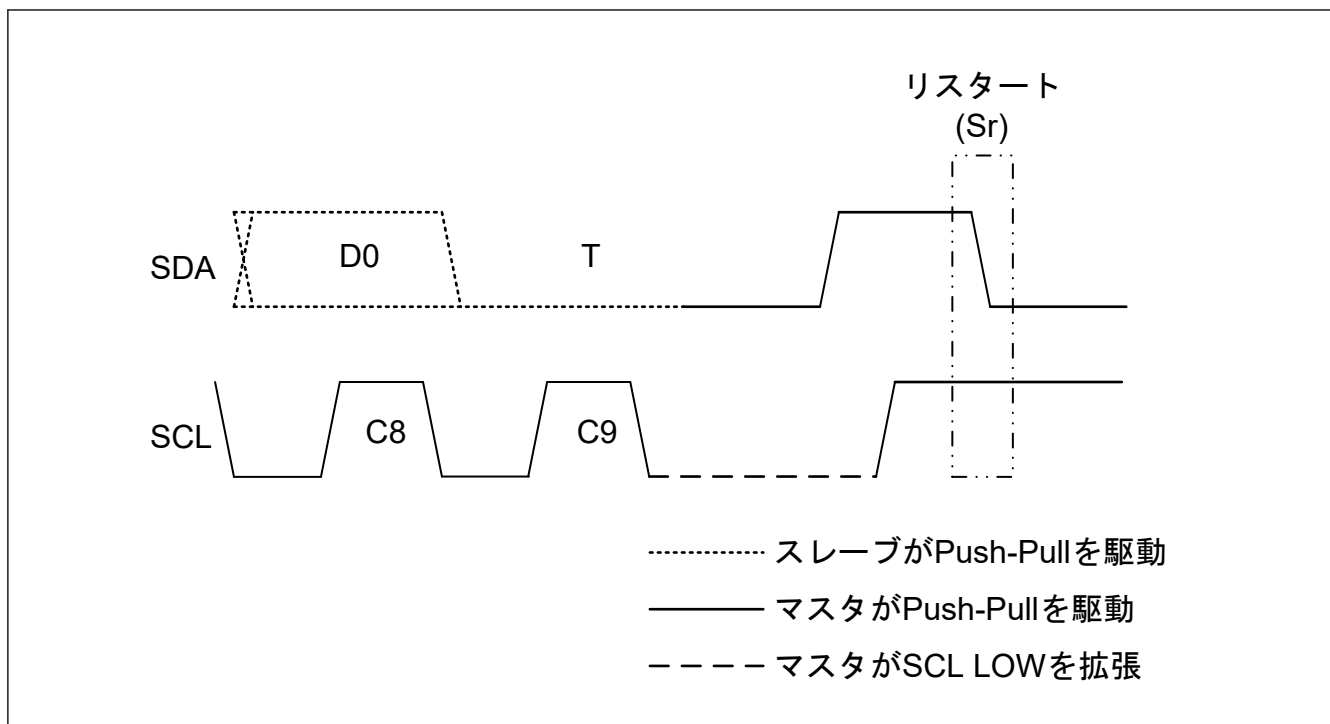 リスタート
(Sr)
SDA
D0
T
SCL
C8
C9
スレーブがPush-Pullを駆動
マスタがPush-Pullを駆動
マスタがSCL LOWを拡張